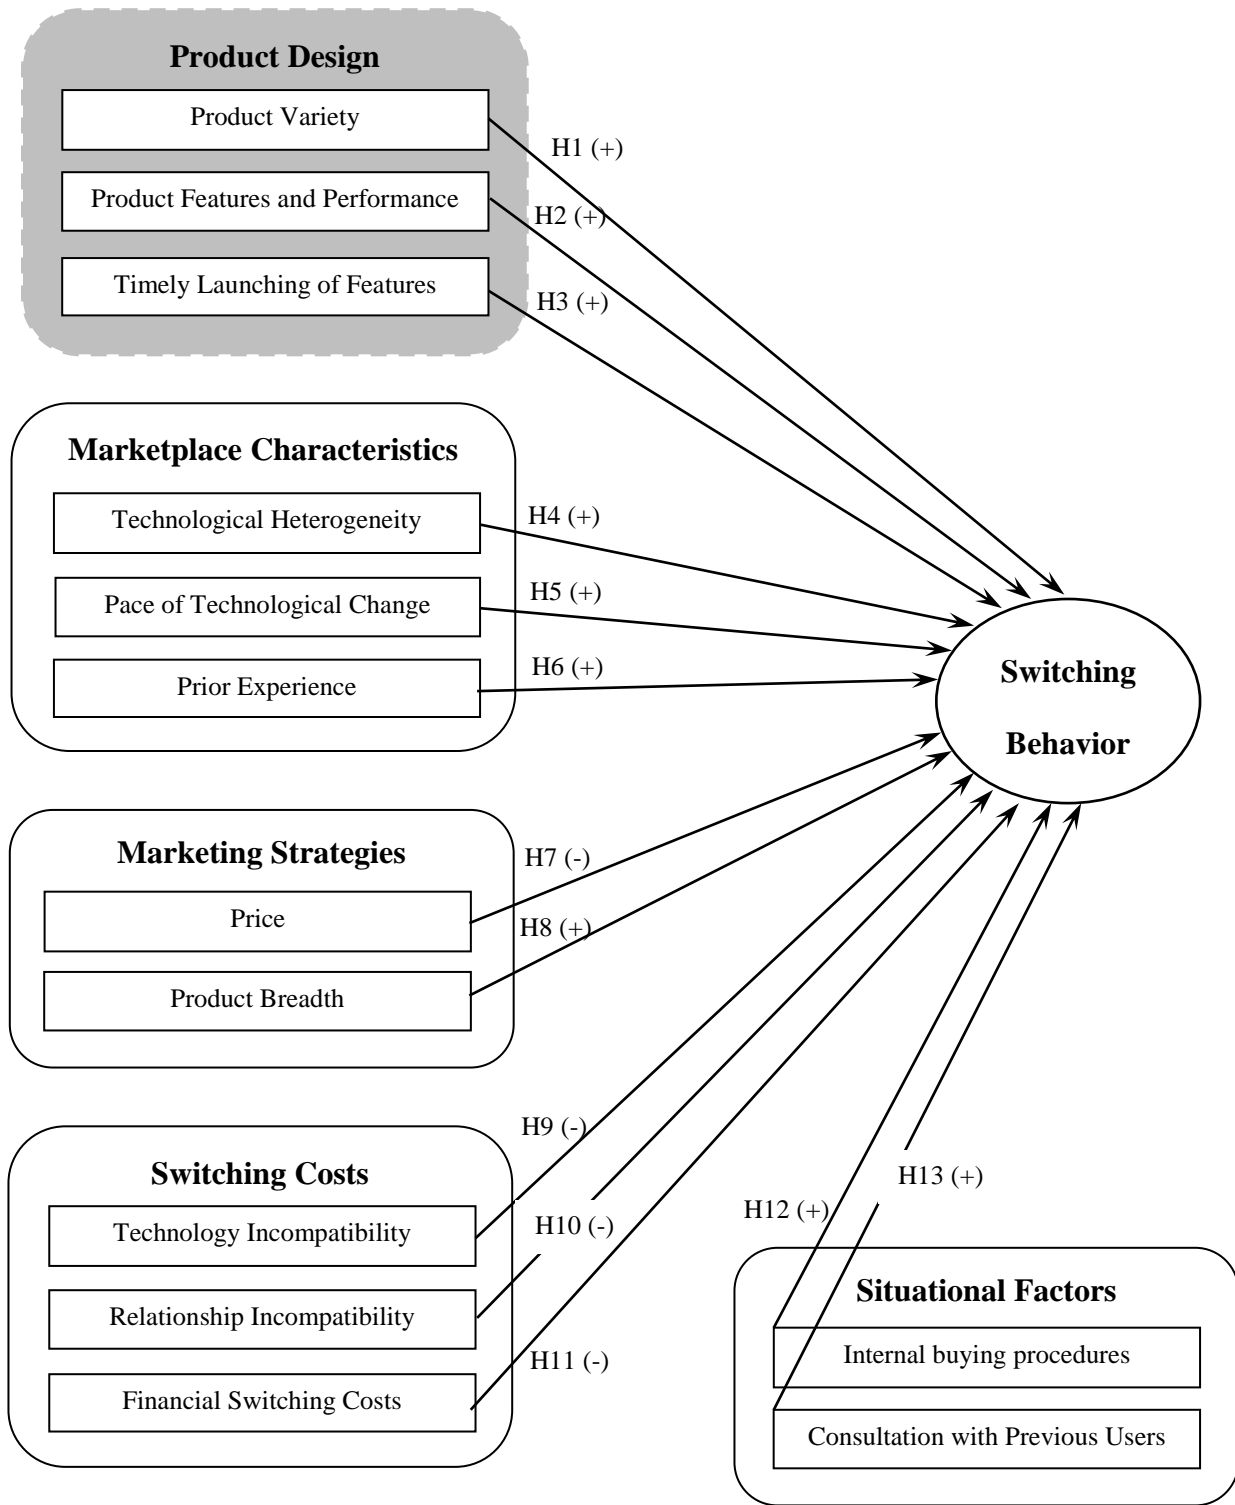 Product Design
Product Variety
H1 (+)
Product Features and Performance
H2 (+)
Timely Launching of Features
H3 (+)
Marketplace Characteristics
Technological Heterogeneity
H4 (+)
Pace of Technological Change
H5 (+)
Prior Experience
H6 (+)
Switching
Behavior
Marketing Strategies
Price
H7 (-)
Product Breadth
H8 (+)
Switching Costs
Technology Incompatibility
H9 (-)
Relationship Incompatibility
H10 (-)
Financial Switching Costs
H11 (-)
H12 (+)
H13 (+)
Situational Factors
Internal buying procedures
Consultation with Previous Users